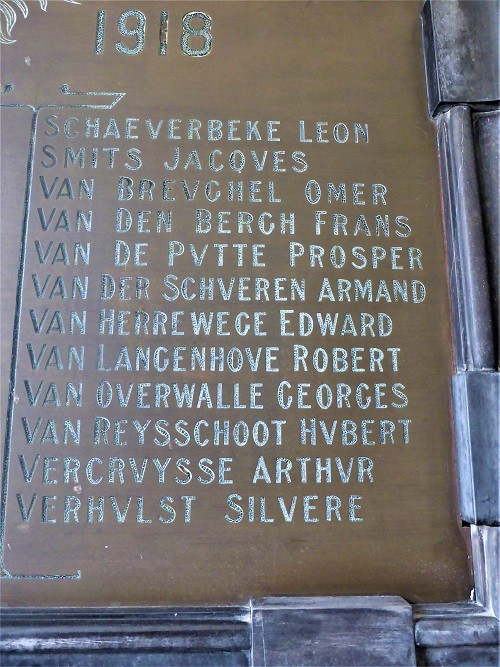 1918
SCHAEVERBEKE LEON
SMITS JACQVES
VAN BREVGHEL OMER
VAN DEN BERGH FRANS
VAN DE PVTTE PROSPER
VAN DER SCHVEREN ARMAND
VAN HERREWEGE EDWARD
VAN LANGENHOVE ROBERT
VAN OVERWALLE GEORGES
VAN REYSSCHOOT HVBERT
VERCRVYSSE ARTHVR
VERHVLST SILVERE